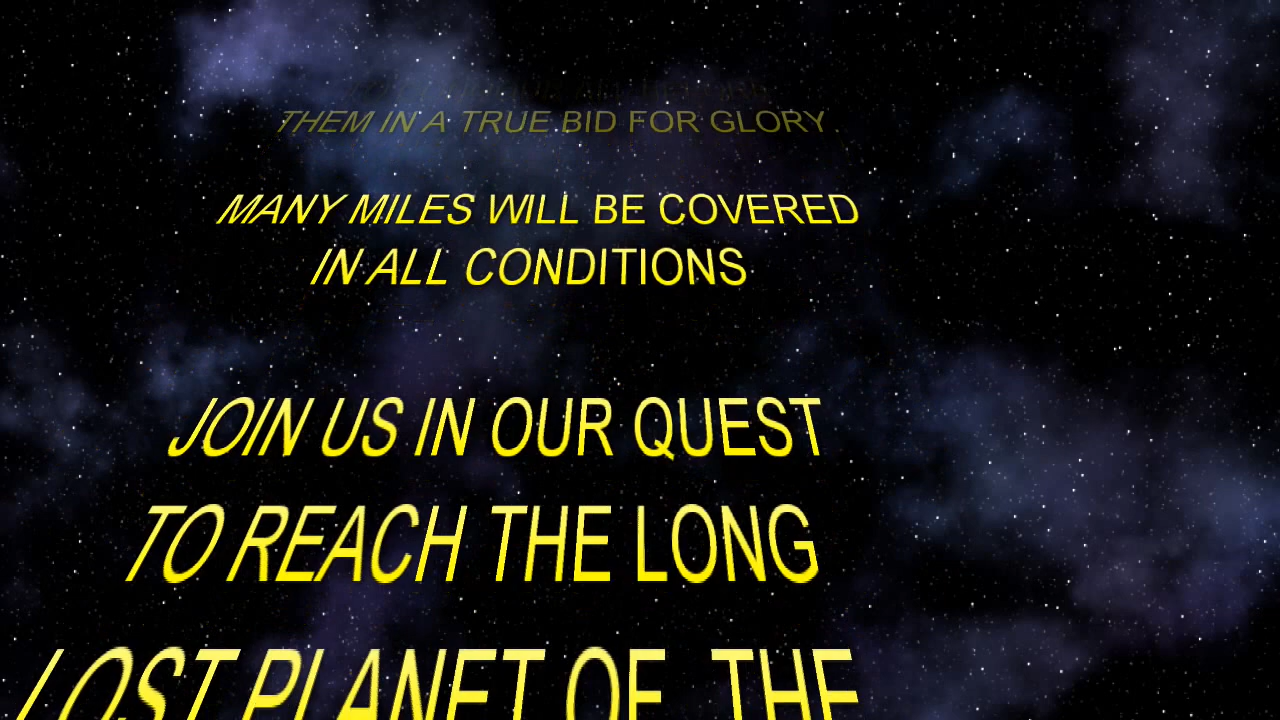 THEM IN A TRUE BID FOR GLORY
MANY MILES WILL BE COVERED
IN ALL CONDITIONS
JOIN US IN OUR QUEST
TO REACH THE LONG
LOST PLANET OF THE